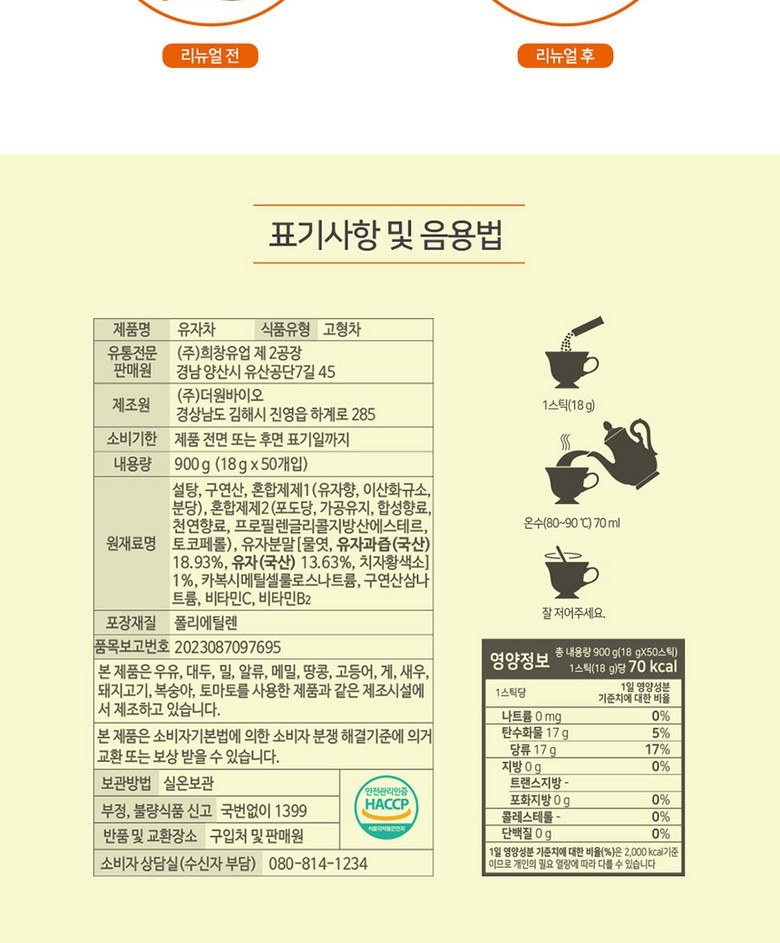 리뉴얼 전
리뉴얼 후
표기사항 및 음용법
제품명 유자차 식품유형 고형차
유통전문
판매원
(주)희창유업 제 2공장
경남 양산시 유산공단7길 45
제조원
(주)더원바이오
경상남도 김해시 진영읍 하계로 285
소비기한 제품 전면 또는 후면 표기일까지
내용량 900 g (18 g x 50개입)
원재료명
설탕, 구연산, 혼합제제1 (유자향, 이산화규소,
분당), 혼합제제2 (포도당, 가공유지, 합성향료,
천연향료, 프로필렌글리콜지방산에스테르,
토코페롤), 유자분말 [물엿, 유자과즙(국산)
18.93%, 유자(국산) 13.63%, 치자황색소]
1%, 카복시메틸셀룰로스나트륨, 구연산삼나
트륨, 비타민C, 비타민B2
포장재질 폴리에틸렌
품목보고번호 2023087097695
본 제품은 우유, 대두, 밀, 알류, 메밀, 땅콩, 고등어, 게, 새우,
돼지고기, 복숭아, 토마토를 사용한 제품과 같은 제조시설에
서 제조하고 있습니다.
본 제품은 소비자기본법에 의한 소비자 분쟁 해결기준에 의거
교환 또는 보상 받을 수 있습니다.
보관방법 실온보관
부정, 불량식품 신고 국번없이 1399
반품 및 교환장소 구입처 및 판매원
소비자 상담실 (수신자 부담) 080-814-1234
안전관리인증
HACCP
식품의약품안전처
1스틱(18 g)
온수(80~90 ℃) 70 ml
잘 저어주세요.
영양정보
총 내용량 900 g(18 gX50스틱)
1스틱(18 g)당 70 kcal
1스틱당
1일 영양성분
기준치에 대한 비율
나트륨 0 mg 0%
탄수화물 17 g 5%
당류 17 g 17%
지방 0 g 0%
트랜스지방 -
포화지방 0 g 0%
콜레스테롤 - 0%
단백질 0 g 0%
1일 영양성분 기준치에 대한 비율(%)은 2,000 kcal기준
이므로 개인의 필요 열량에 따라 다를 수 있습니다